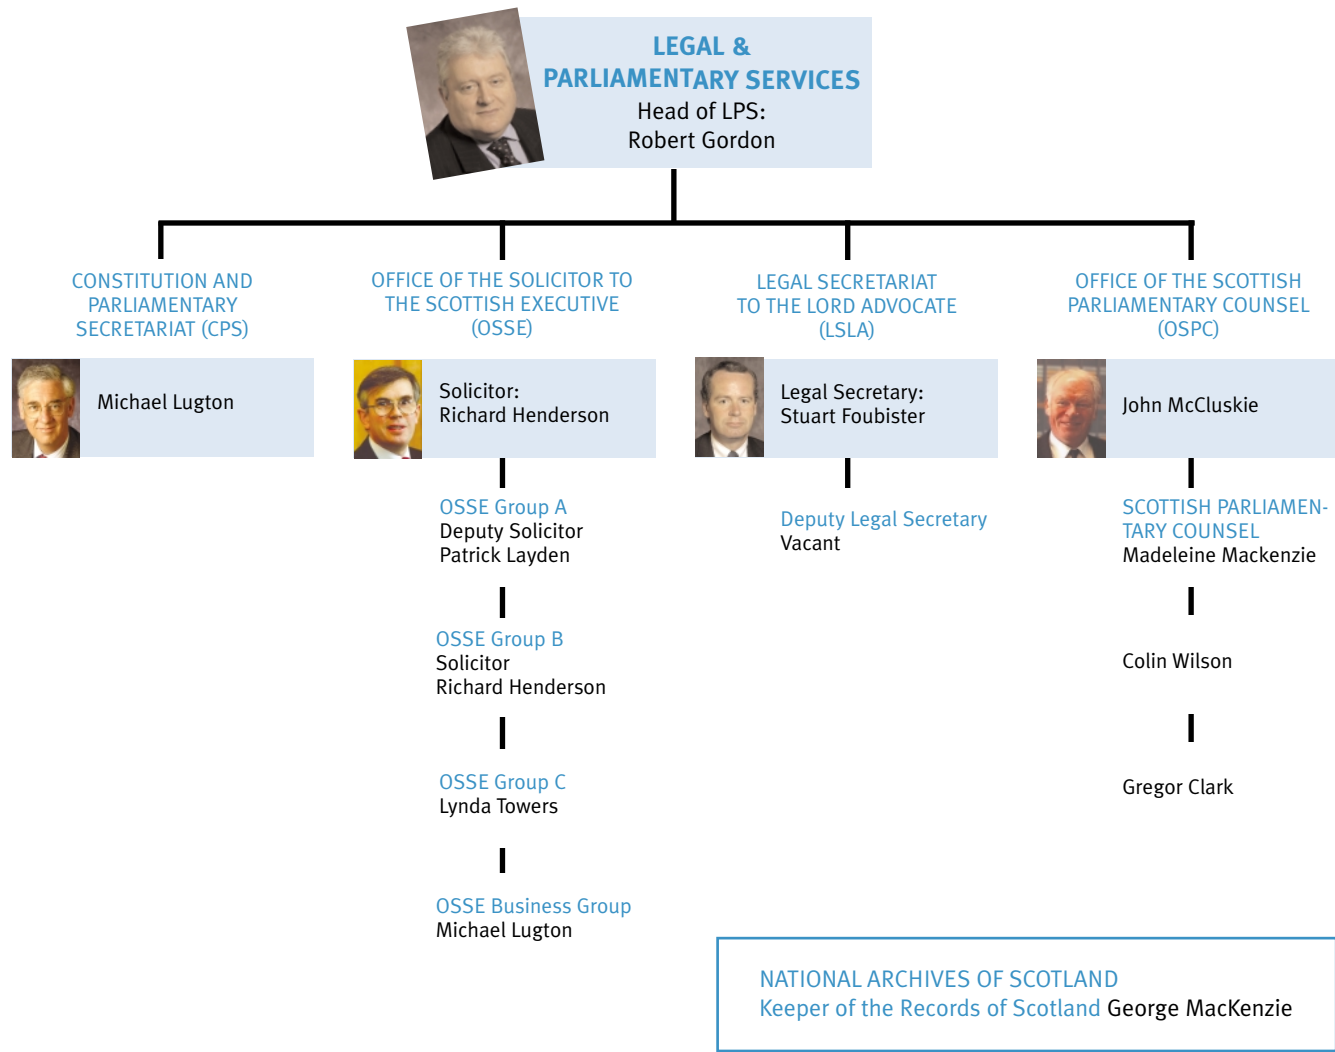 LEGAL &
PARLIAMENTARY SERVICES
Head of LPS:
Robert Gordon
CONSTITUTION AND
PARLIAMENTARY
SECRETARIAT (CPS)
Michael Lugton
OFFICE OF THE SOLICITOR TO
THE SCOTTISH EXECUTIVE
(OSSE)
Solicitor:
Richard Henderson
OSSE Group A
Deputy Solicitor
Patrick Layden
OSSE Group B
Solicitor
Richard Henderson
OSSE Group C
Lynda Towers
OSSE Business Group
Michael Lugton
LEGAL SECRETARIAT
TO THE LORD ADVOCATE
(LSLA)
Legal Secretary:
Stuart Foubister
Deputy Legal Secretary
Vacant
OFFICE OF THE SCOTTISH
PARLIAMENTARY COUNSEL
(OSPC)
John McCluskie
SCOTTISH PARLIAMEN-
TARY COUNSEL
Madeleine Mackenzie
Colin Wilson
Gregor Clark
NATIONAL ARCHIVES OF SCOTLAND
Keeper of the Records of Scotland George MacKenzie